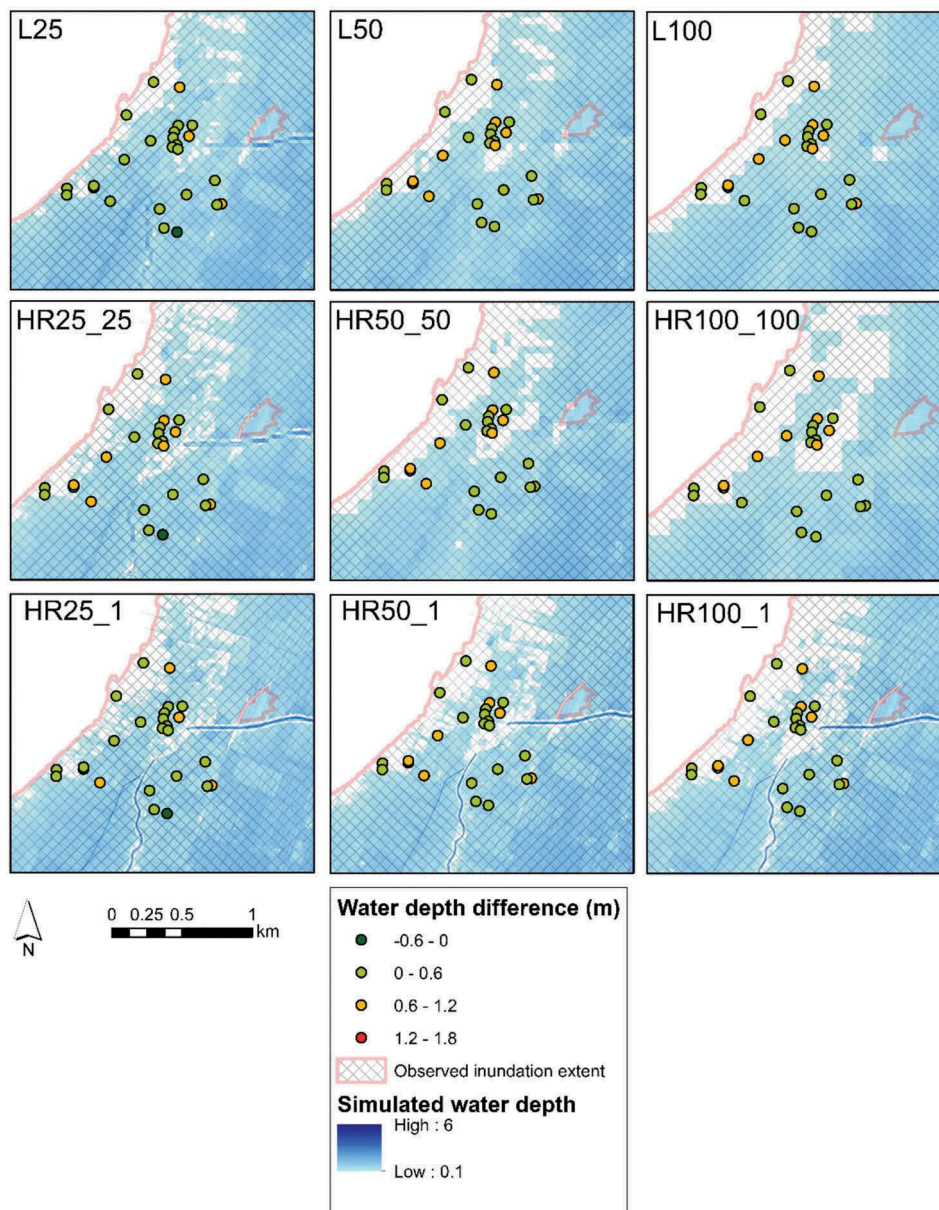 L25
L50
L100
HR25_25
HR50_50
HR100_100
HR25_1
HR50_1
HR100_1
N
0 0.25 0.5 1
km
Water depth difference (m)
-0.6 - 0
0 - 0.6
0.6 - 1.2
1.2 - 1.8
Observed inundation extent
Simulated water depth
High : 6
Low : 0.1